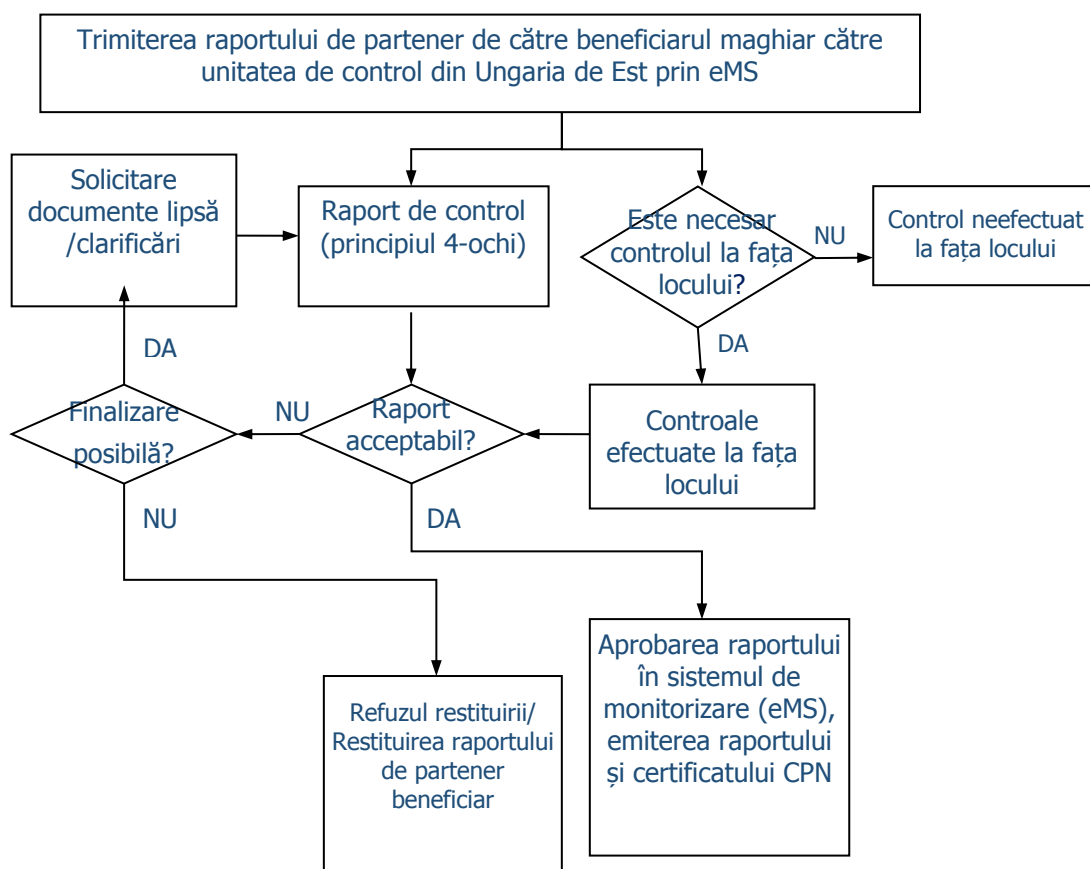 Trimiterea raportului de partener de către beneficiarul maghiar către
unitatea de control din Ungaria de Est prin eMS
Solicitare
documente lipsă
/clarificări
Raport de control
(principiul 4-ochi)
Este necesar
controlul la fața
locului?
NU
Control neefectuat
la fața locului
DA
DA
Finalizare
posibilă?
NU
Raport
acceptabil?
Controale
efectuate la fața
locului
NU
DA
Refuzul restituirii/
Restituirea raportului
de partener
beneficiar
Aprobarea raportului
în sistemul de
monitorizare (eMS),
emiterea raportului
și certificatului CPN